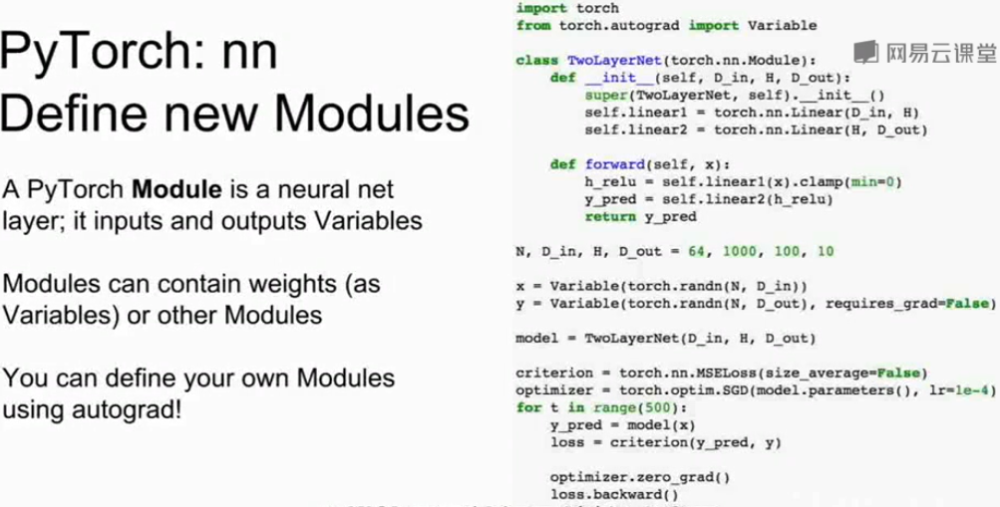 PyTorch: nn
Define new Modules
A PyTorch Module is a neural net
layer; it inputs and outputs Variables
Modules can contain weights (as
Variables) or other Modules
You can define your own Modules
using autograd!
import torch
from torch.autograd import Variable
网易云课堂
class TwoLayerNet(torch.nn.Module):
    def __init__(self, D_in, H, D_out):
        super(TwoLayerNet, self).__init__()
        self.linear1 = torch.nn.Linear(D_in, H)
        self.linear2 = torch.nn.Linear(H, D_out)
    def forward(self, x):
        h_relu = self.linear1(x).clamp(min=0)
        y_pred = self.linear2(h_relu)
        return y_pred
N, D_in, H, D_out = 64, 1000, 100, 10
x = Variable(torch.randn(N, D_in))
y = Variable(torch.randn(N, D_out), requires_grad=False)
model = TwoLayerNet(D_in, H, D_out)
criterion = torch.nn.MSELoss(size_average=False)
optimizer = torch.optim.SGD(model.parameters(), lr=1e-4)
for t in range(500):
    y_pred = model(x)
    loss = criterion(y_pred, y)
    optimizer.zero_grad()
    loss.backward()